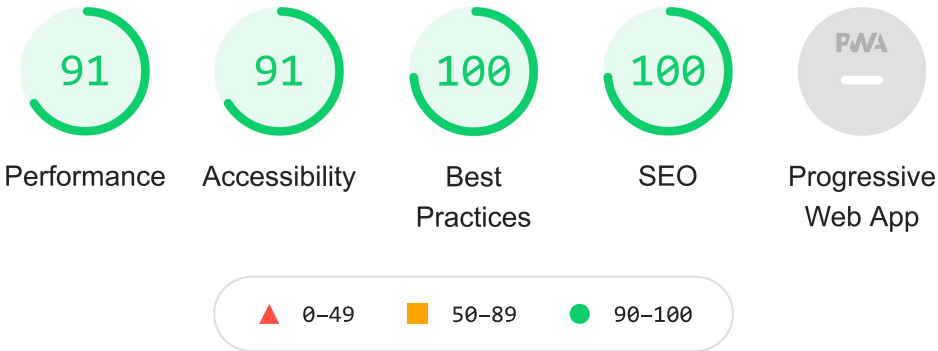 91
91
100
100
PWA
Performance
Accessibility
Best
Practices
SEO
Progressive
Web App
0–49
50–89
90–100